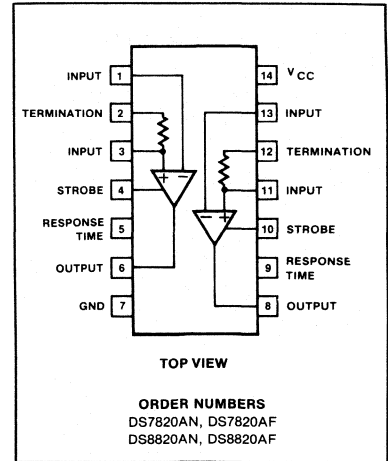 INPUT 1
TERMINATION 2
INPUT 3
STROBE 4
RESPONSE
TIME 5
OUTPUT 6
GND 7
14 VCC
13 INPUT
12 TERMINATION
11 INPUT
10 STROBE
9 RESPONSE
TIME
8 OUTPUT
+ −
− +
TOP VIEW
ORDER NUMBERS
DS7820AN, DS7820AF
DS8820AN, DS8820AF